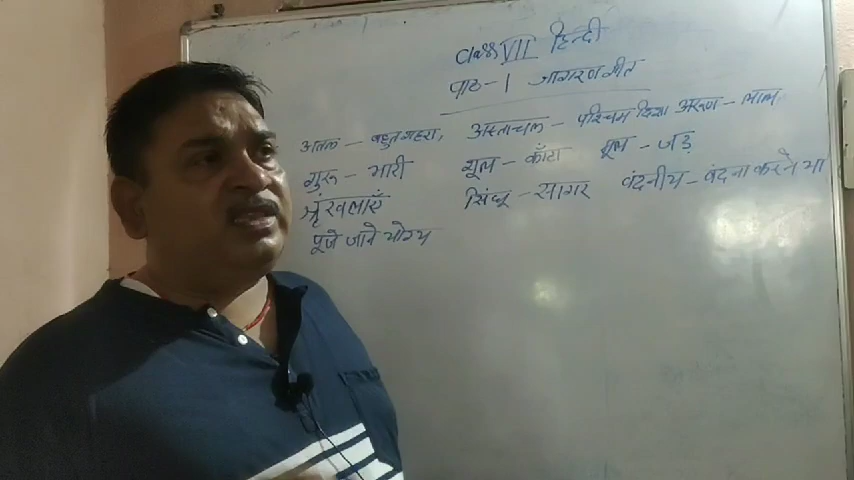 Class VII हिन्दी
पाठ - 1 जागरण गीत
अतल - बहुत गहरा, अस्ताचल - पश्चिम दिशा अरुण - लाल
गुरू - भारी शूल - काँटा मूल - जड़
श्रृंखलाएं सिंधू - सागर वंदनीय - वंदना करने या
पूजे जाने योग्य